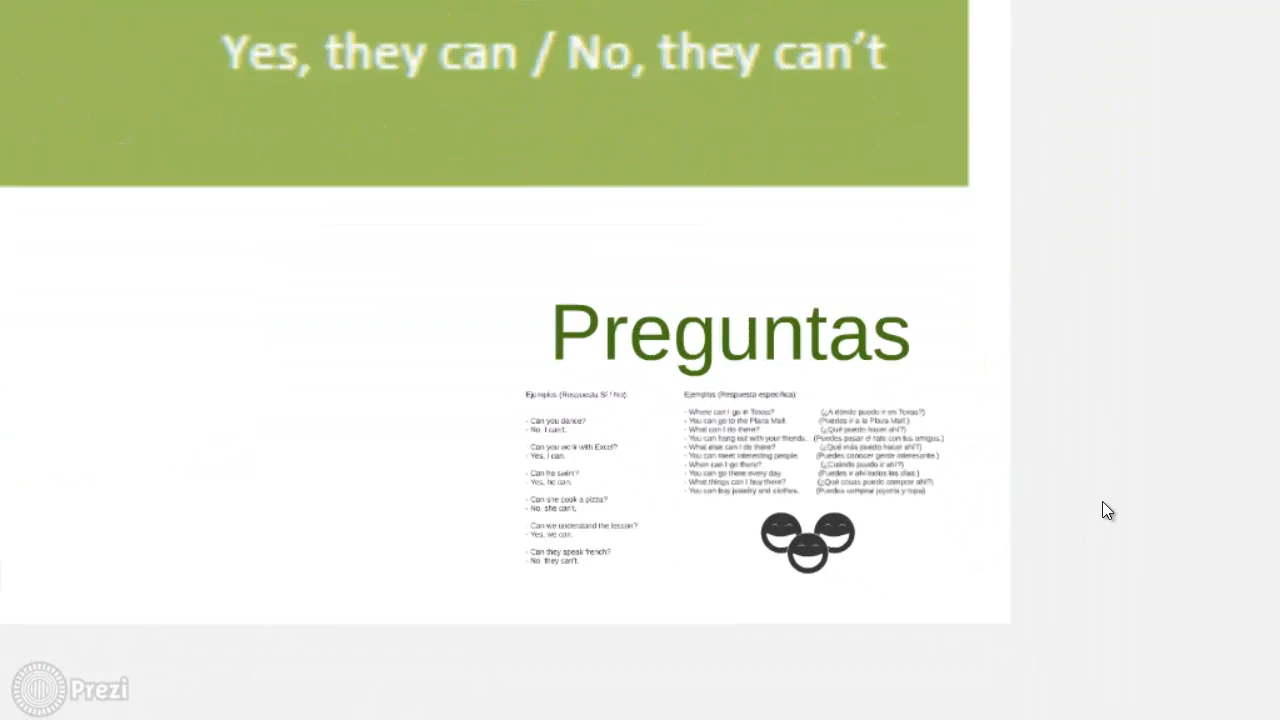 Yes, they can / No, they can´t
Preguntas
Ejemplos (Respuesta Sí / No):
- Can you dance?
- No, I can't.
- Can you work with Excel?
- Yes, I can.
- Can he swim?
- Yes, he can.
- Can she cook a pizza?
- No, she can't.
- Can we understand the lesson?
- Yes, we can.
- Can they speak french?
- No, they can't.
Ejemplos (Respuesta específica):
- Where can I go in Texas? (¿A dónde puedo ir en Texas?)
- You can go to the Plaza Mall. (Puedes ir a la Plaza Mall.)
- What can I do there? (¿Qué puedo hacer ahí?)
- You can hang out with your friends. (Puedes pasar el rato con tus amigos.)
- What else can I do there? (¿Qué más puedo hacer ahí?)
- You can meet interesting people. (Puedes conocer gente interesante.)
- When can I go there? (¿Cuándo puedo ir ahí?)
- You can go there every day. (Puedes ir ahí todos los días.)
- What things can I buy there? (¿Qué cosas puedo comprar ahí?)
- You can buy jewelry and clothes. (Puedes comprar joyería y ropa)
Prezi